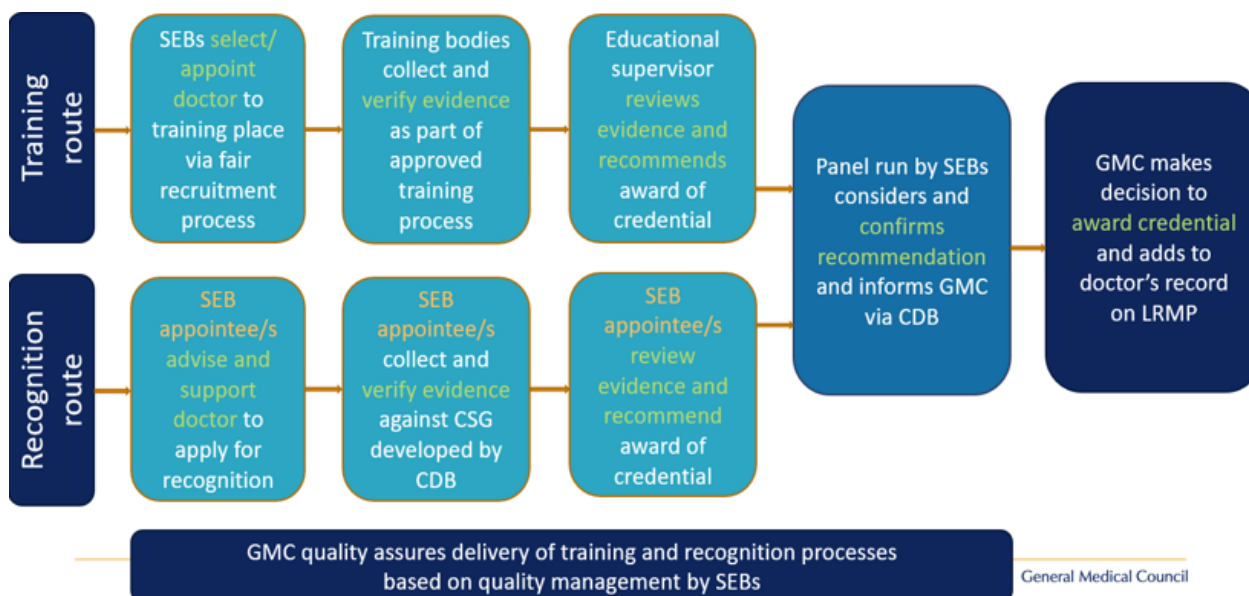 Training
route
SEBs select/
appoint
doctor to
training place
via fair
recruitment
process
Training bodies
collect and
verify evidence
as part of
approved
training
process
Educational
supervisor
reviews
evidence and
recommends
award of
credential
Recognition
route
SEB
appointee/s
advise and
support
doctor to
apply for
recognition
SEB
appointee/s
collect and
verify evidence
against CSG
developed by
CDB
SEB
appointee/s
review
evidence and
recommend
award of
credential
Panel run by SEBs
considers and
confirms
recommendation
and informs GMC
via CDB
GMC makes
decision to
award credential
and adds to
doctor's record
on LRMP
GMC quality assures delivery of training and recognition processes
based on quality management by SEBs
General Medical Council